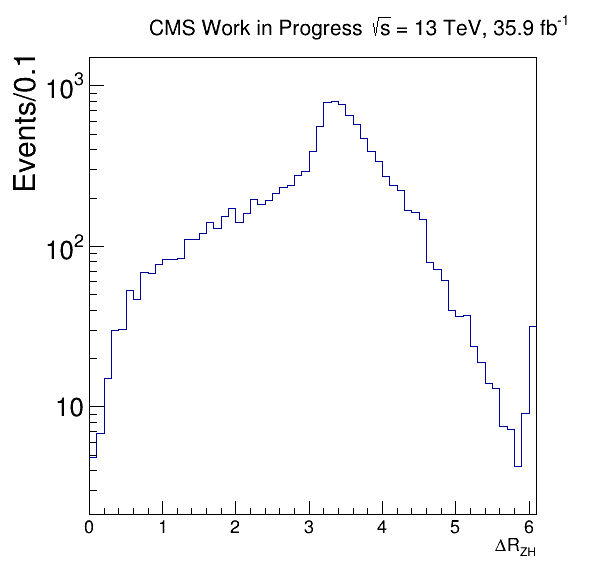 CMS Work in Progress √s = 13 TeV, 35.9 fb⁻¹
Events/0.1
10³
10²
10
0 1 2 3 4 5 6
ΔR_ZH